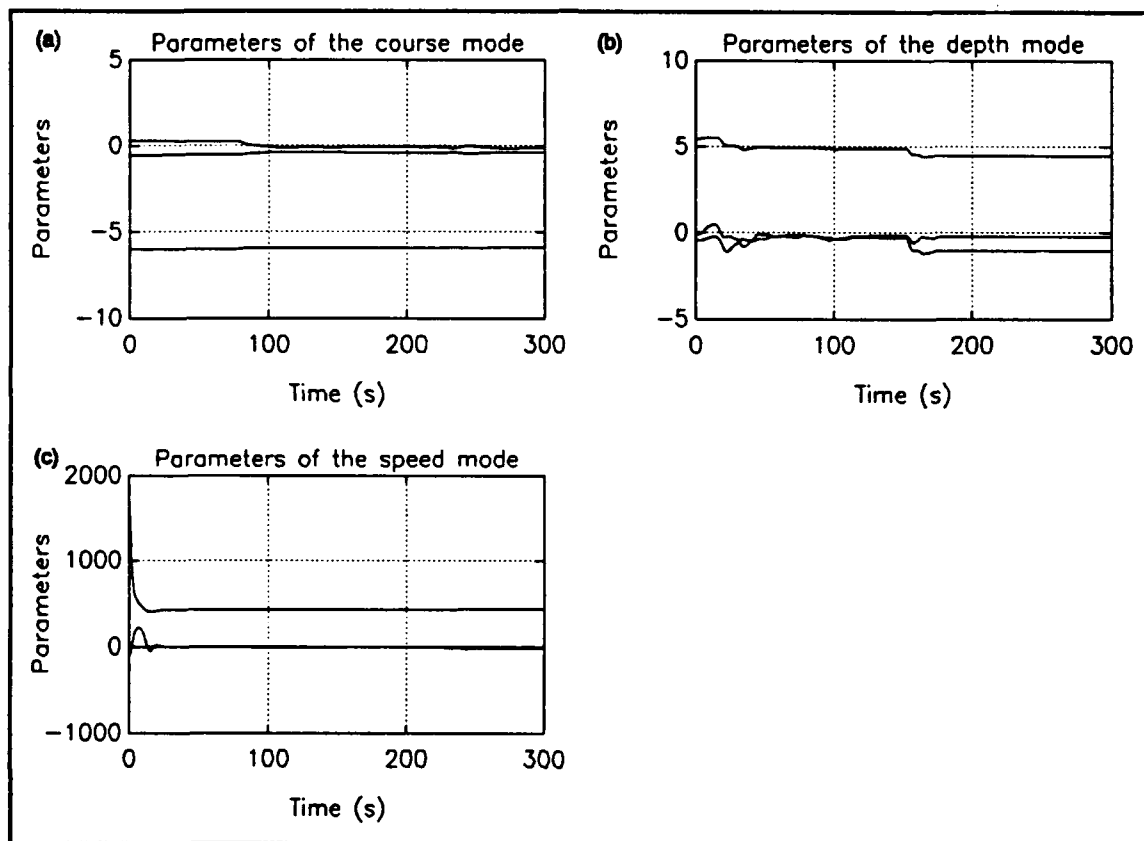 (a) Parameters of the course mode
5
0
-5
-10
Parameters
0 100 200 300
Time (s)
(b) Parameters of the depth mode
10
5
0
-5
Parameters
0 100 200 300
Time (s)
(c) Parameters of the speed mode
2000
1000
0
-1000
Parameters
0 100 200 300
Time (s)